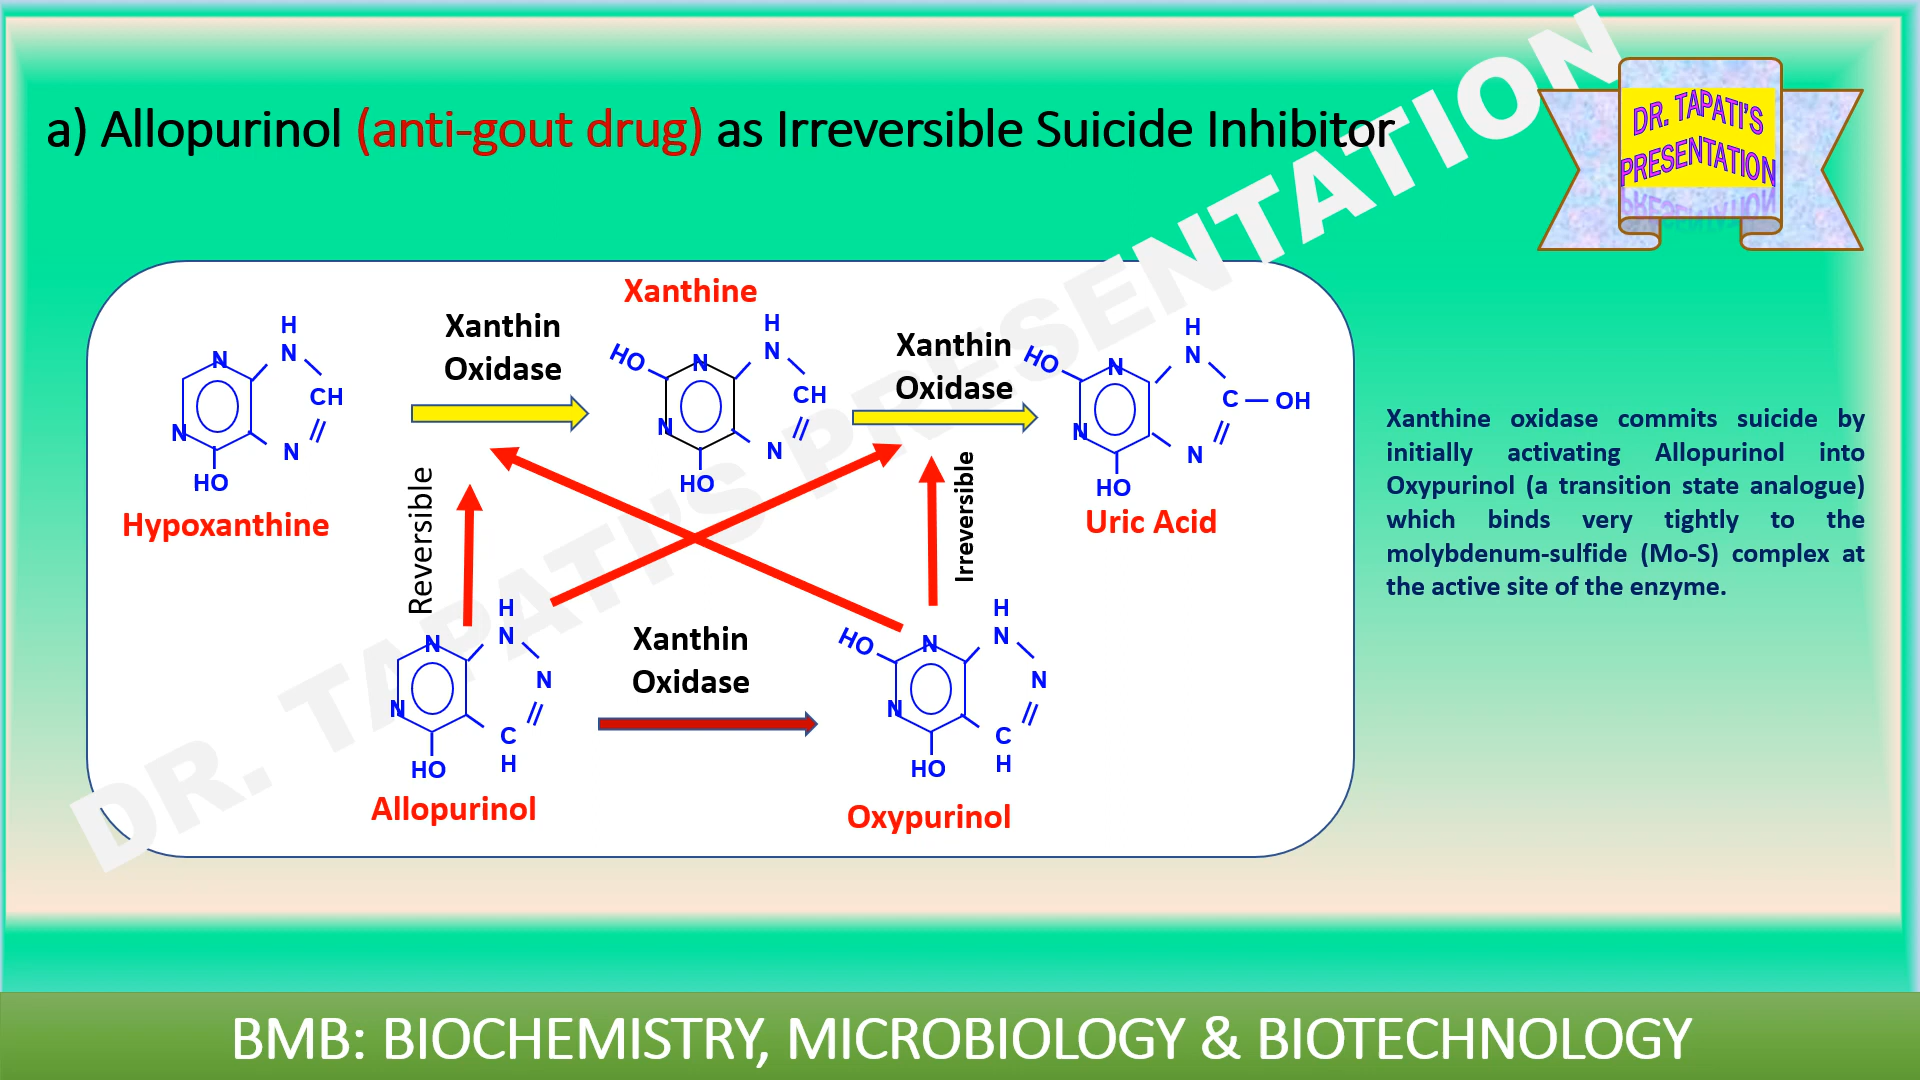 a) Allopurinol (anti-gout drug) as Irreversible Suicide Inhibitor
DR. TAPATI'S
PRESENTATION
DR. TAPATI'S PRESENTATION
Xanthine
Xanthin
Oxidase
Xanthin
Oxidase
N
H
N
CH
N
N
HO
Hypoxanthine
HO
N
H
N
CH
N
N
HO
HO
N
H
N
C
OH
N
N
HO
Uric Acid
Reversible
Irreversible
Xanthin
Oxidase
N
H
N
N
N
C
H
HO
Allopurinol
HO
N
H
N
N
N
C
H
HO
Oxypurinol
Xanthine oxidase commits suicide by
initially activating Allopurinol into
Oxypurinol (a transition state analogue)
which binds very tightly to the
molybdenum-sulfide (Mo-S) complex at
the active site of the enzyme.
BMB: BIOCHEMISTRY, MICROBIOLOGY & BIOTECHNOLOGY